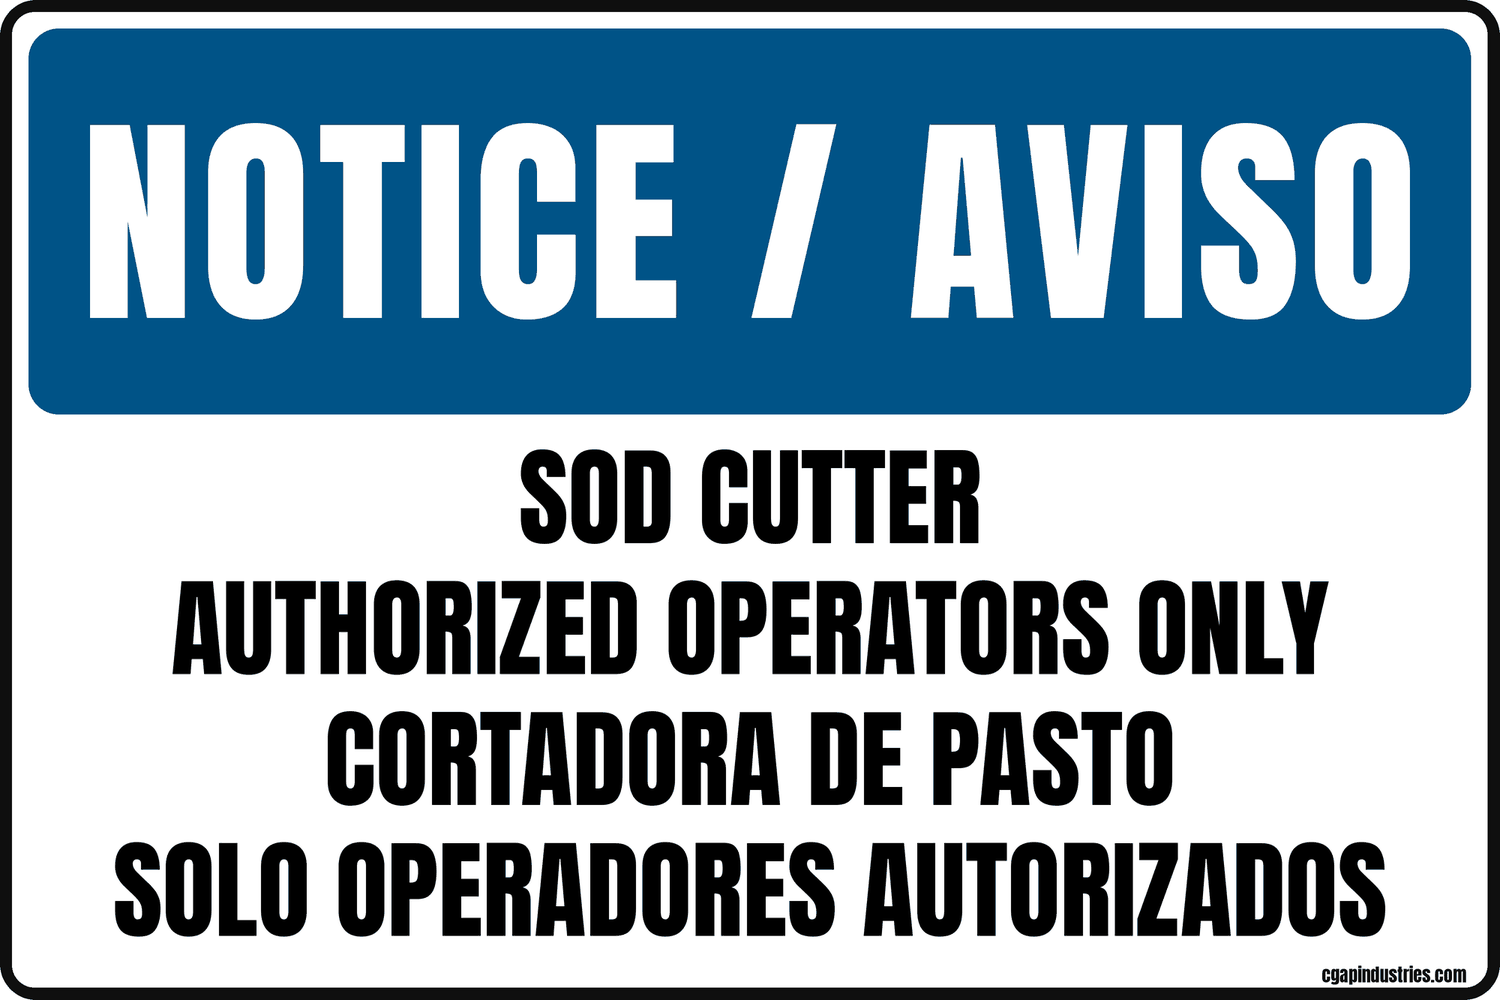 NOTICE / AVISO
SOD CUTTER
AUTHORIZED OPERATORS ONLY
CORTADORA DE PASTO
SOLO OPERADORES AUTORIZADOS
cgapindustries.com